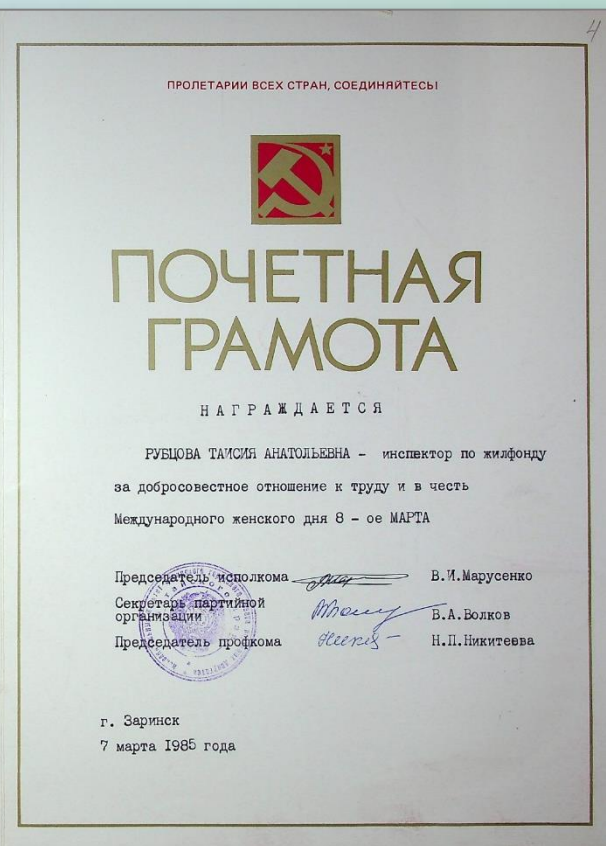 4
ПРОЛЕТАРИИ ВСЕХ СТРАН, СОЕДИНЯЙТЕСЬ!
ПОЧЕТНАЯ
ГРАМОТА
НАГРАЖДАЕТСЯ
РУБЦОВА ТАИСИЯ АНАТОЛЬЕВНА - инспектор по жилфонду
за добросовестное отношение к труду и в честь
Международного женского дня 8 - ое МАРТА
Председатель исполкома В.И.Марусенко
Секретарь партийной
организации В.А.Волков
Председатель профкома Н.П.Никитеева
г. Заринск
7 марта 1985 года